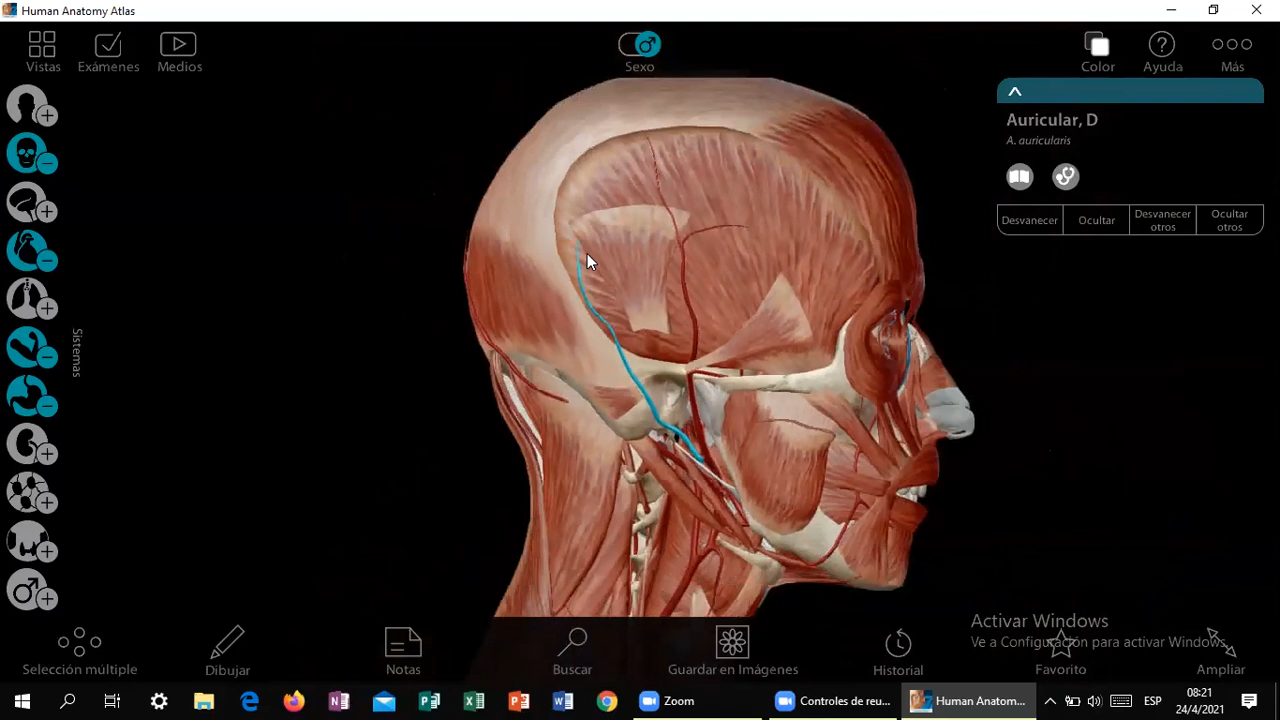 Human Anatomy Atlas
Vistas
Exámenes
Medios
Sexo
Color
Ayuda
Más
Auricular, D
A. auricularis
Desvanecer
Ocultar
Desvanecer
otros
Ocultar
otros
Sistemas
Activar Windows
Ve a Configuración para activar Windows.
Selección múltiple
Dibujar
Notas
Buscar
Guardar en Imágenes
Historial
Favorito
Ampliar
Zoom
Controles de reu...
Human Anatom...
ESP
08:21
24/4/2021